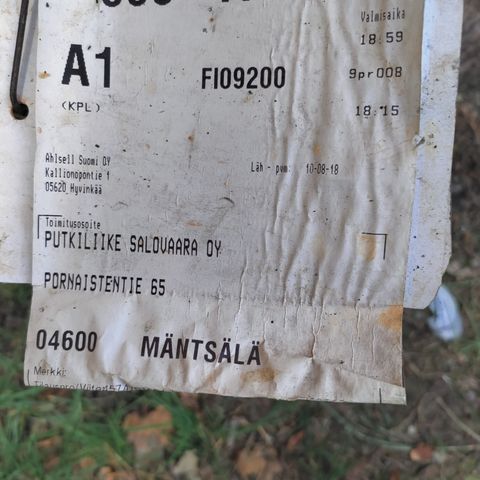 Valmisaika
18:59
A1
FI09200
9pr008
(KPL)
18:15
Ahlsell Suomi OY
Kallionopontie 1
05620 Hyvinkää
Läh - pvm: 10-08-18
Toimitusosoite
PUTKILIIKE SALOVAARA OY
PORNAISTENTIE 65
04600 MÄNTSÄLÄ
Merkki: